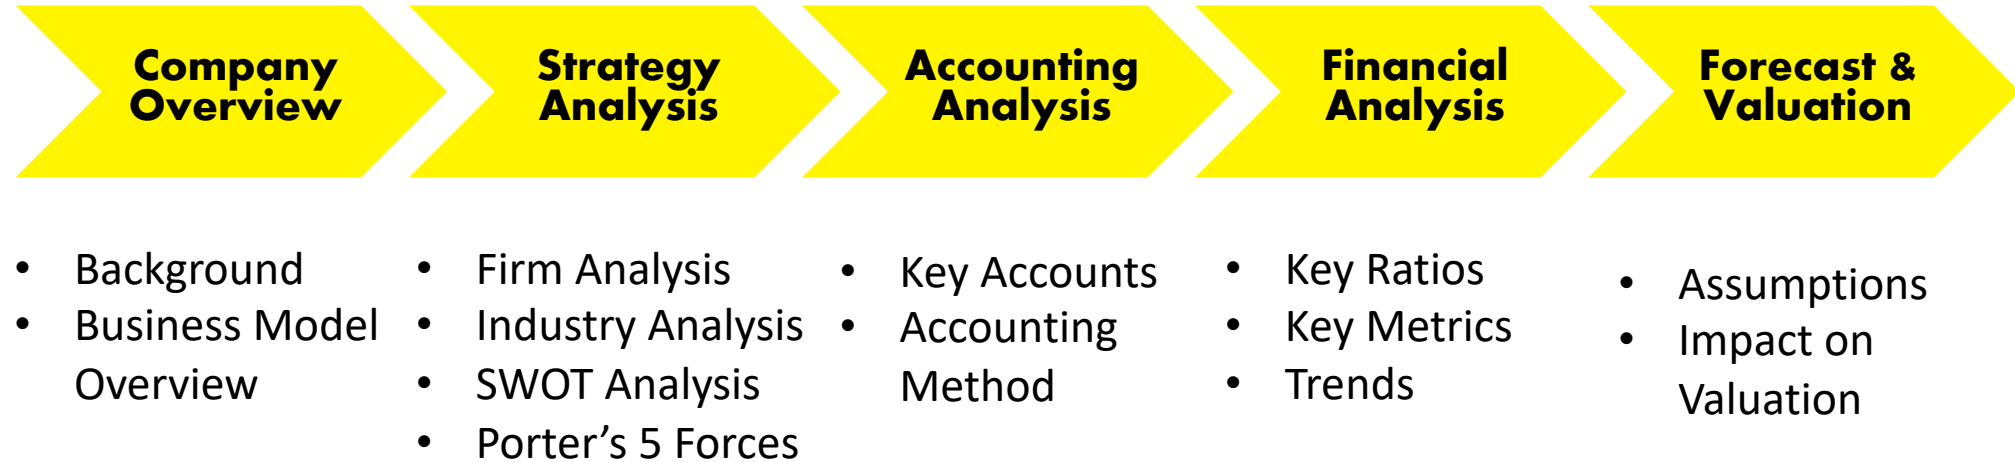 Company
Overview
Strategy
Analysis
Accounting
Analysis
Financial
Analysis
Forecast &
Valuation
• Background
• Business Model
Overview
• Firm Analysis
• Industry Analysis
• SWOT Analysis
• Porter’s 5 Forces
• Key Accounts
• Accounting
Method
• Key Ratios
• Key Metrics
• Trends
• Assumptions
• Impact on
Valuation